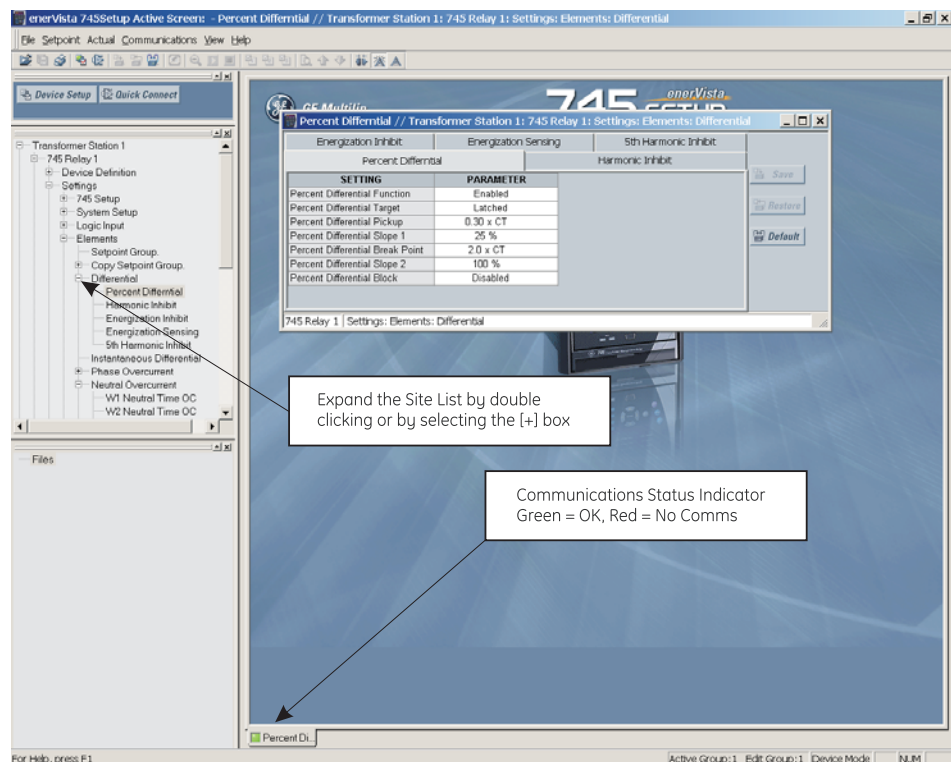 enerVista 745Setup Active Screen: - Percent Differntial // Transformer Station 1: 745 Relay 1: Settings: Elements: Differential
File Setpoint Actual Communications View Help
Device Setup Quick Connect
Transformer Station 1
745 Relay 1
Device Definition
Settings
745 Setup
System Setup
Logic Input
Elements
Setpoint Group.
Copy Setpoint Group.
Differential
Percent Differntial
Harmonic Inhibit
Energization Inhibit
Energization Sensing
5th Harmonic Inhibit
Instantaneous Differential
Phase Overcurrent
Neutral Overcurrent
W1 Neutral Time OC
W2 Neutral Time OC
Files
GE Multilin
745 enerVista
SETUP
Percent Differntial // Transformer Station 1: 745 Relay 1: Settings: Elements: Differential
Energization Inhibit Energization Sensing 5th Harmonic Inhibit
Percent Differntial Harmonic Inhibit
SETTING PARAMETER
Percent Differential Function Enabled
Percent Differential Target Latched
Percent Differential Pickup 0.30 x CT
Percent Differential Slope 1 25 %
Percent Differential Break Point 2.0 x CT
Percent Differential Slope 2 100 %
Percent Differential Block Disabled
Save
Restore
Default
745 Relay 1 Settings: Elements: Differential
Expand the Site List by double
clicking or by selecting the [+] box
Communications Status Indicator
Green = OK, Red = No Comms
Percent Di...
For Help, press F1
Active Group:1 Edit Group:1 Device Mode NUM